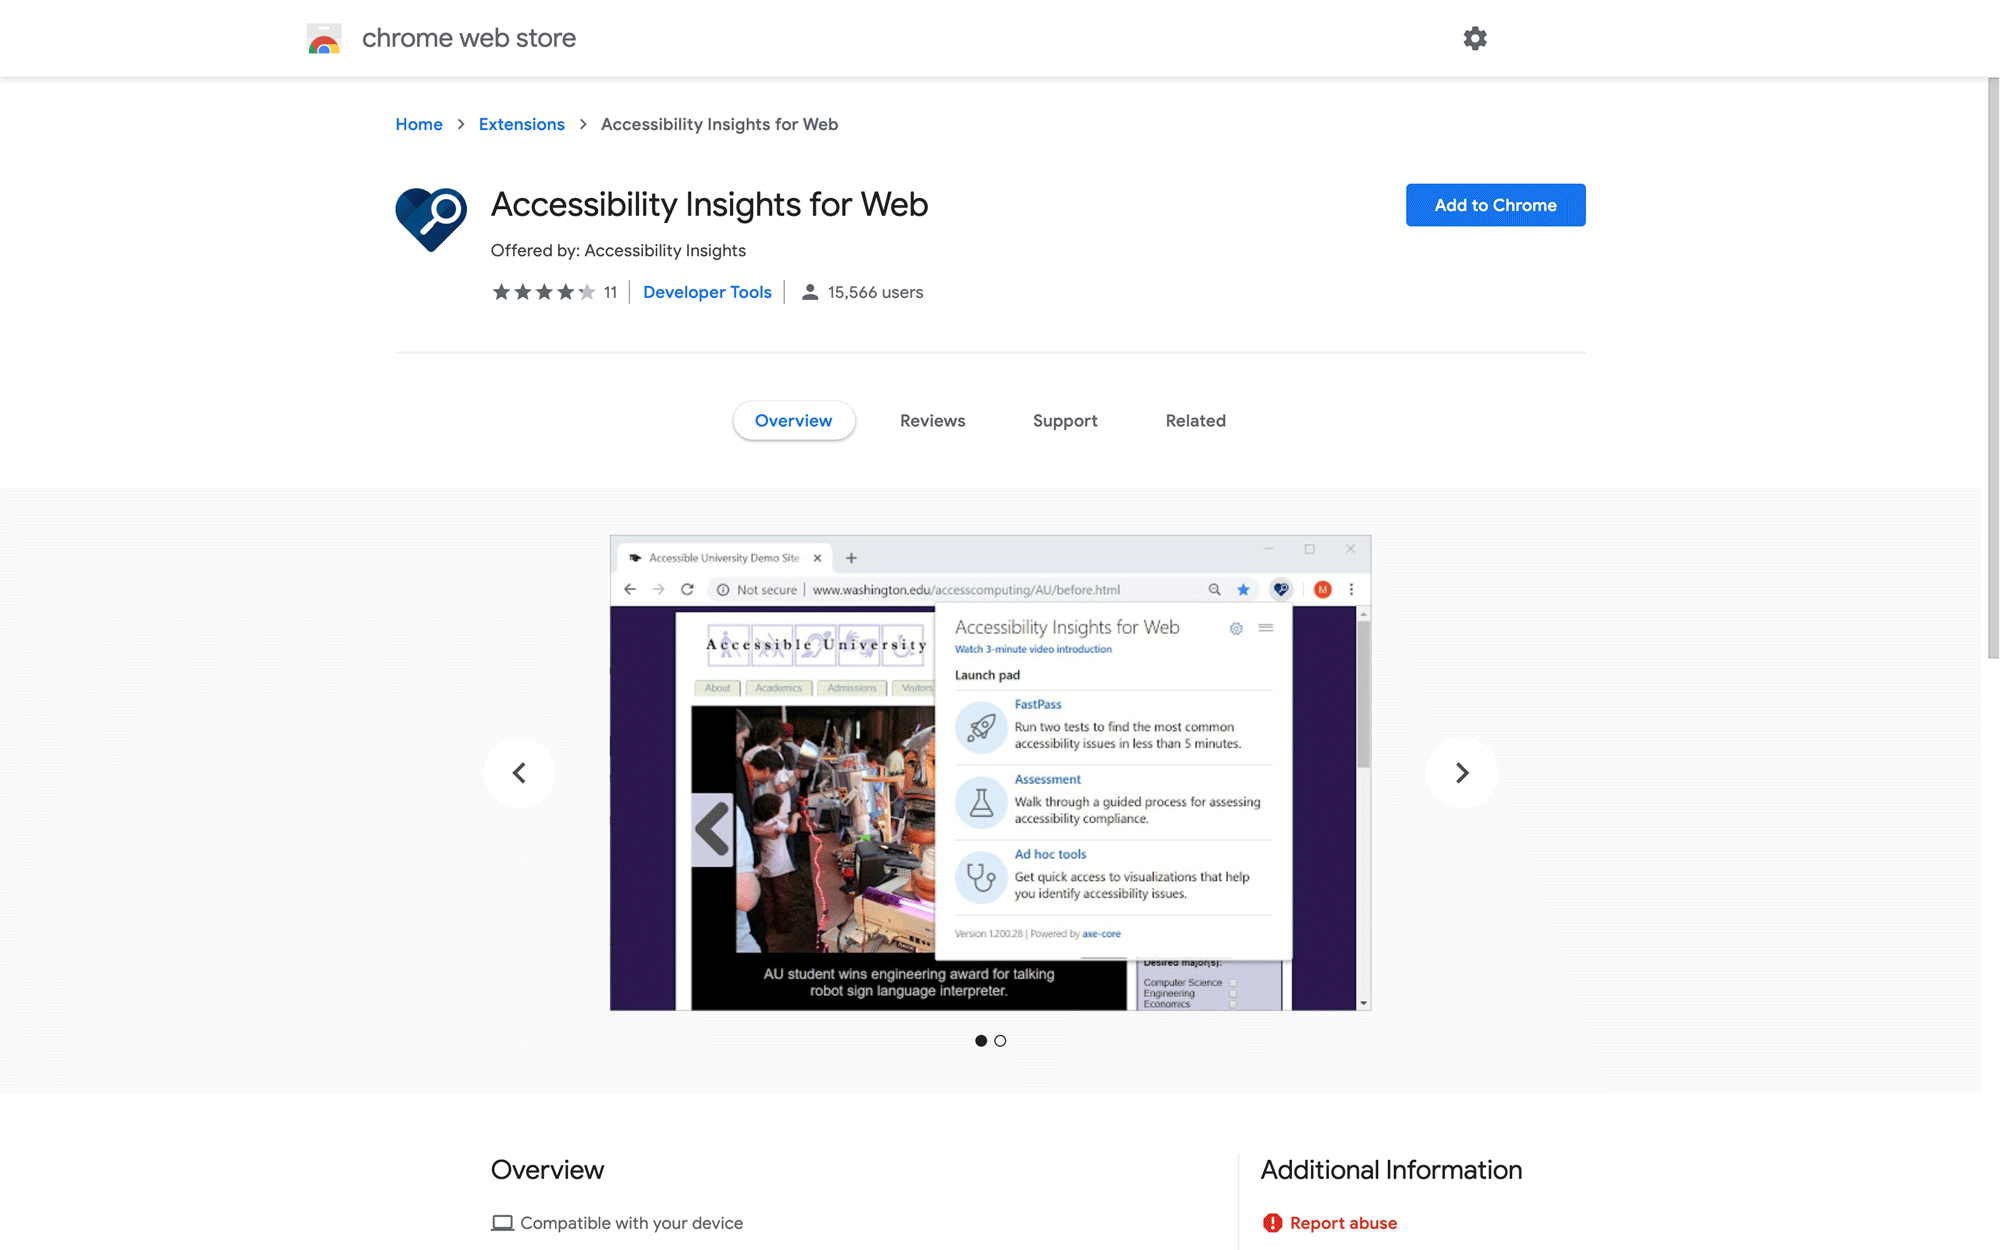 chrome web store
Home > Extensions > Accessibility Insights for Web
Accessibility Insights for Web
Add to Chrome
Offered by: Accessibility Insights
11 | Developer Tools | 15,566 users
Overview Reviews Support Related
Accessible University Demo Site
Not secure | www.washington.edu/accesscomputing/AU/before.html
M
Accessible University
About Academics Admissions Visitors
Accessibility Insights for Web
Watch 3-minute video introduction
Launch pad
FastPass
Run two tests to find the most common
accessibility issues in less than 5 minutes.
Assessment
Walk through a guided process for assessing
accessibility compliance.
Ad hoc tools
Get quick access to visualizations that help
you identify accessibility issues.
Version 1.200.28 | Powered by axe-core
AU student wins engineering award for talking
robot sign language interpreter.
Desired major(s):
Computer Science
Engineering
Economics
Overview
Compatible with your device
Additional Information
Report abuse